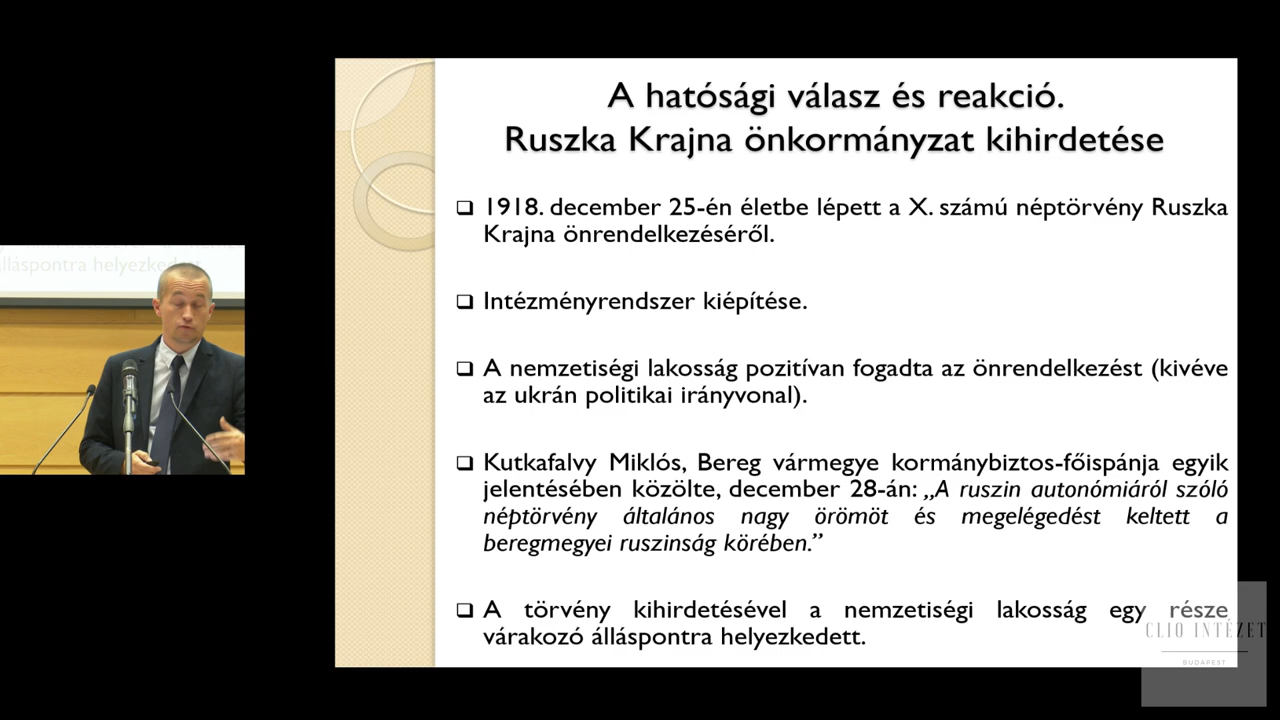 A hatósági válasz és reakció.
Ruszka Krajna önkormányzat kihirdetése
❑ 1918. december 25-én életbe lépett a X. számú néptörvény Ruszka
Krajna önrendelkezéséről.
❑ Intézményrendszer kiépítése.
❑ A nemzetiségi lakosság pozitívan fogadta az önrendelkezést (kivéve
az ukrán politikai irányvonal).
❑ Kutkafalvy Miklós, Bereg vármegye kormánybiztos-főispánja egyik
jelentésében közölte, december 28-án: „A ruszin autonómiáról szóló
néptörvény általános nagy örömöt és megelégedést keltett a
beregmegyei ruszinság körében.”
❑ A törvény kihirdetésével a nemzetiségi lakosság egy része
várakozó álláspontra helyezkedett.
álláspontra helyezkedett.
CLIO INTÉZET
BUDAPEST